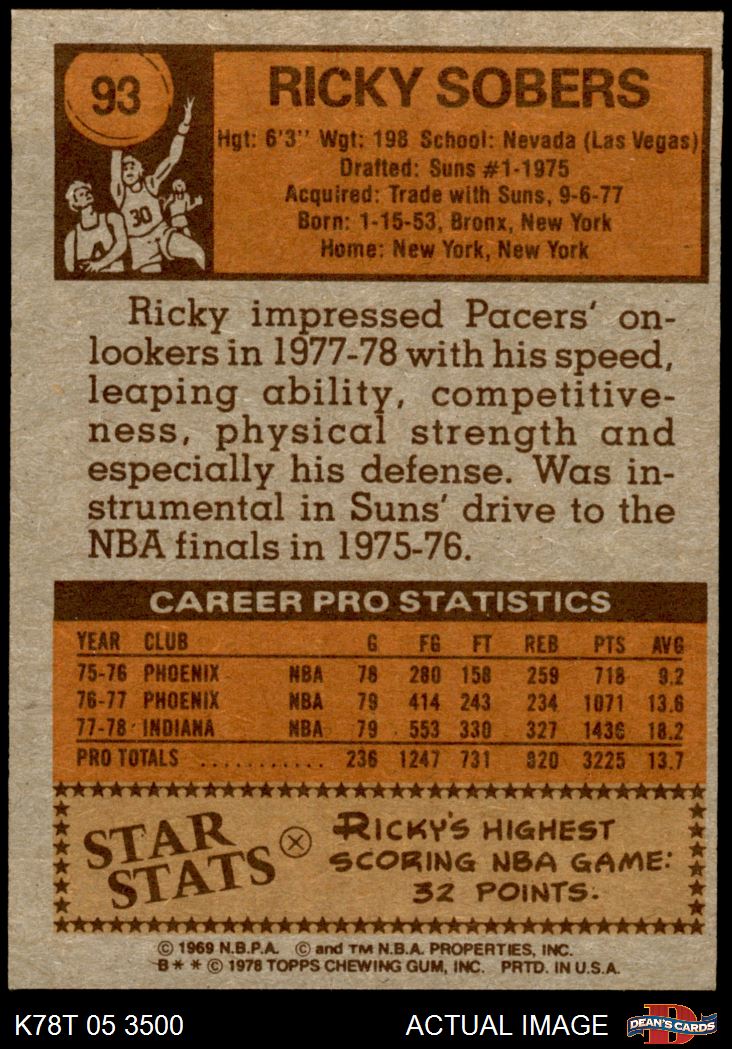 93
RICKY SOBERS
Hgt: 6'3" Wgt: 198 School: Nevada (Las Vegas)
Drafted: Suns #1-1975
Acquired: Trade with Suns, 9-6-77
Born: 1-15-53, Bronx, New York
Home: New York, New York
30
Ricky impressed Pacers' on-
lookers in 1977-78 with his speed,
leaping ability, competitive-
ness, physical strength and
especially his defense. Was in-
strumental in Suns' drive to the
NBA finals in 1975-76.
CAREER PRO STATISTICS
YEAR CLUB G FG FT REB PTS AVG
75-76 PHOENIX NBA 78 280 158 259 718 9.2
76-77 PHOENIX NBA 79 414 243 234 1071 13.6
77-78 INDIANA NBA 79 553 330 327 1436 18.2
PRO TOTALS ........... 236 1247 731 820 3225 13.7
STAR
STATS
RICKY'S HIGHEST
SCORING NBA GAME:
32 POINTS.
© 1969 N.B.P.A. © and TM N.B.A. PROPERTIES, INC.
B* * © 1978 TOPPS CHEWING GUM, INC. PRTD. IN U.S.A.
K78T 05 3500 ACTUAL IMAGE
DEAN'S CARDS